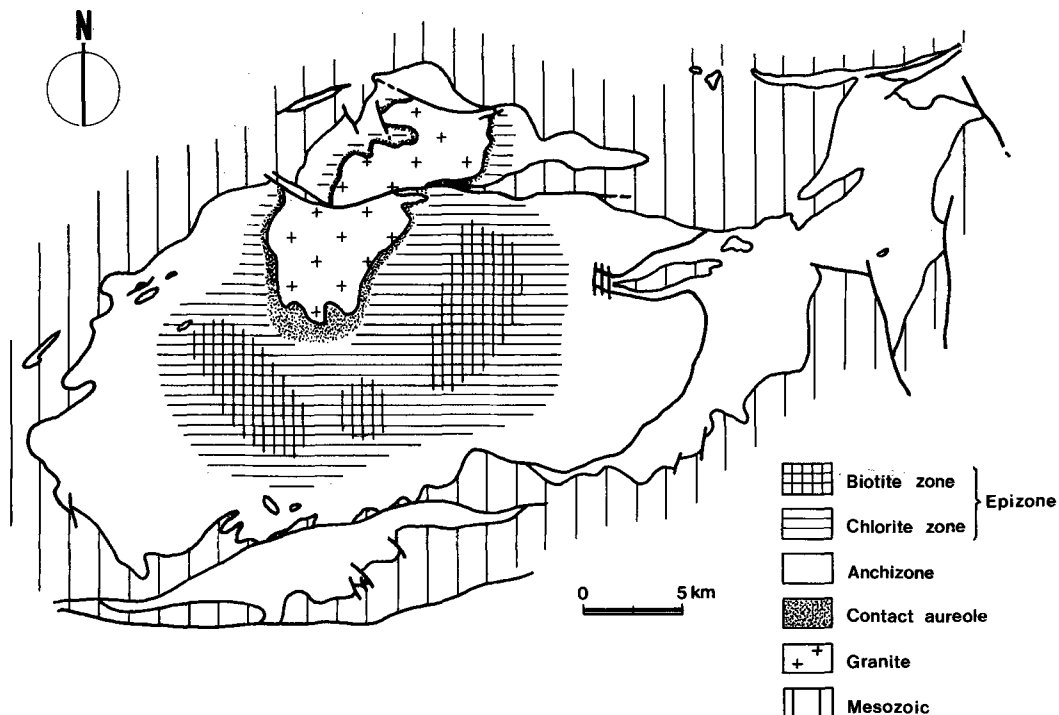 N
Biotite zone
Epizone
Chlorite zone
Anchizone
0 5 km
Contact aureole
Granite
Mesozoic